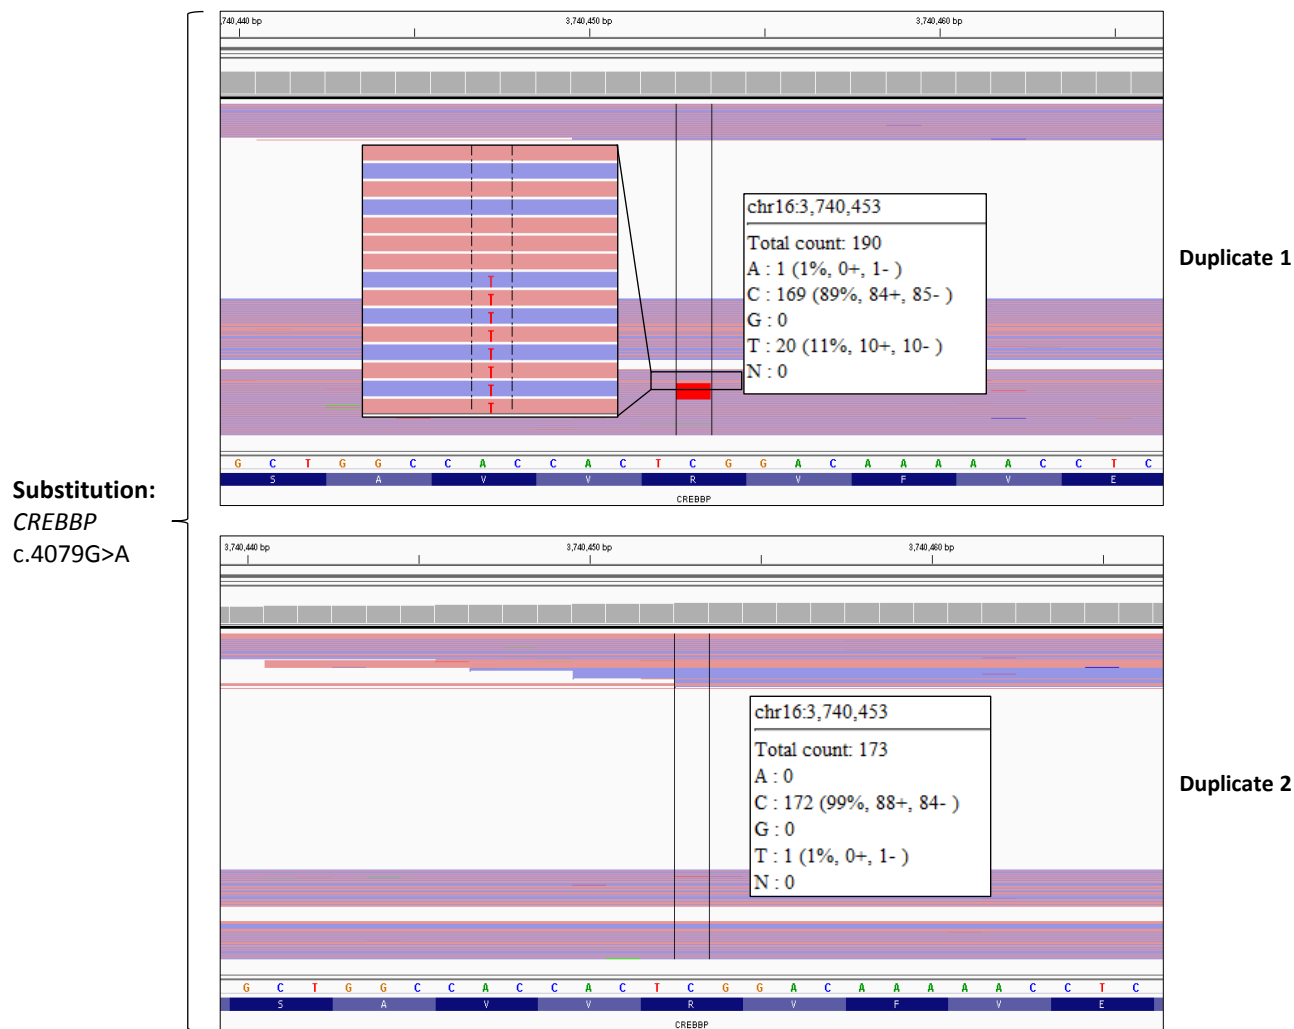 3,740,440 bp 3,740,450 bp 3,740,460 bp
T
T
T
T
T
T
T
T
chr16:3,740,453
Total count: 190
A : 1 (1%, 0+, 1- )
C : 169 (89%, 84+, 85- )
G : 0
T : 20 (11%, 10+, 10- )
N : 0
Duplicate 1
G C T G G C C A C C A C T C G G A C A A A A A C C T C
S A V V R V F V E
CREBBP
Substitution:
CREBBP
c.4079G>A
3,740,440 bp 3,740,450 bp 3,740,460 bp
chr16:3,740,453
Total count: 173
A : 0
C : 172 (99%, 88+, 84- )
G : 0
T : 1 (1%, 0+, 1- )
N : 0
Duplicate 2
G C T G G C C A C C A C T C G G A C A A A A A C C T C
S A V V R V F V E
CREBBP